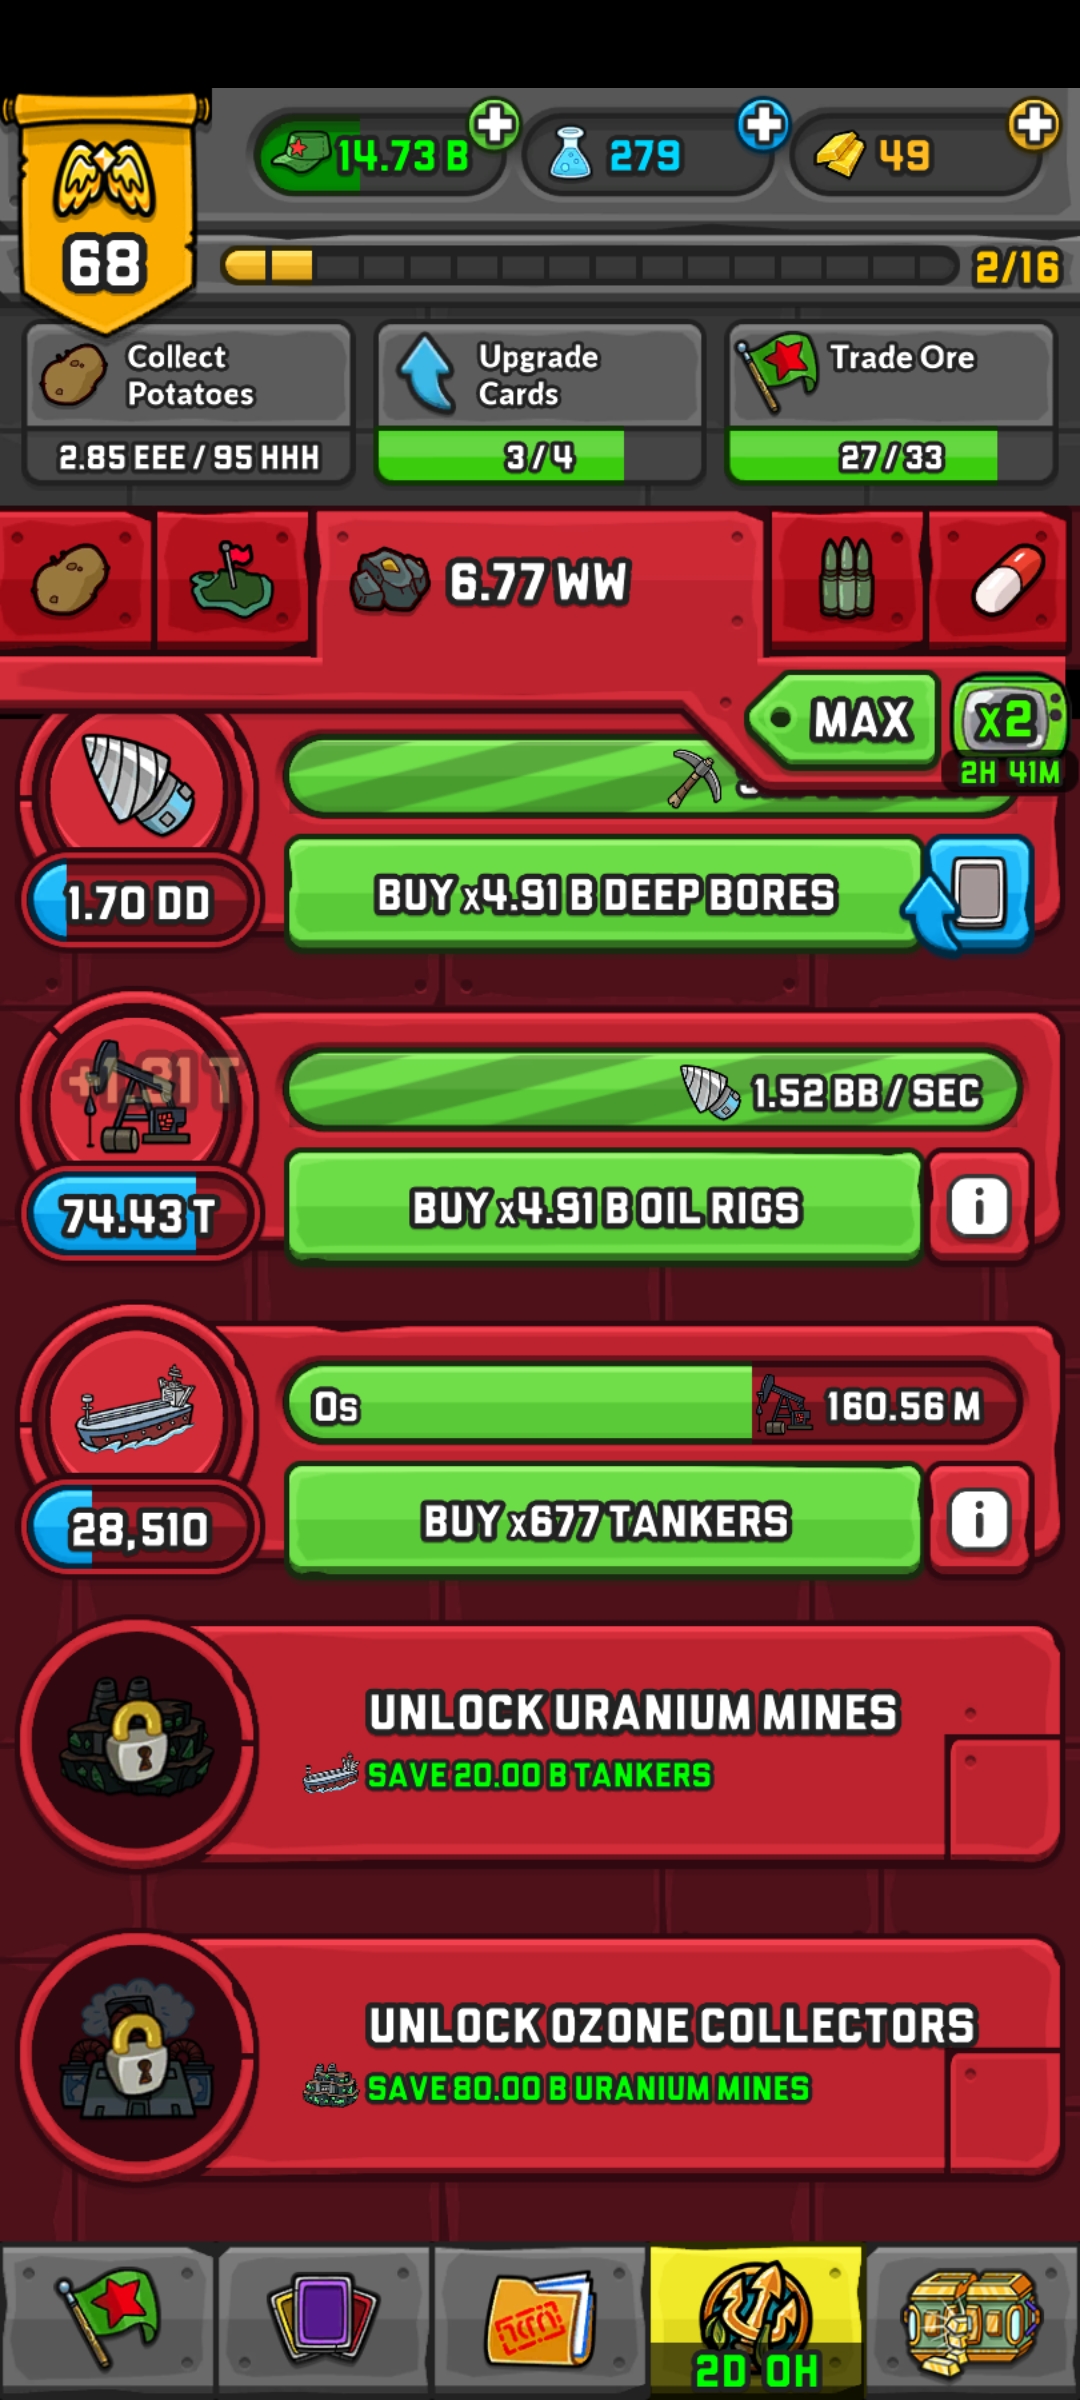 14.73 B
279
49
68
2/16
Collect
Potatoes
2.85 EEE / 95 HHH
Upgrade
Cards
3/4
Trade Ore
27/33
6.77 WW
MAX
x2
2H 41M
1.70 DD
BUY x4.91 B DEEP BORES
+1.31 T
1.52 BB / SEC
74.43 T
BUY x4.91 B OIL RIGS
i
0s
160.56 M
28,510
BUY x677 TANKERS
i
UNLOCK URANIUM MINES
SAVE 20.00 B TANKERS
UNLOCK OZONE COLLECTORS
SAVE 80.00 B URANIUM MINES
2D 0H